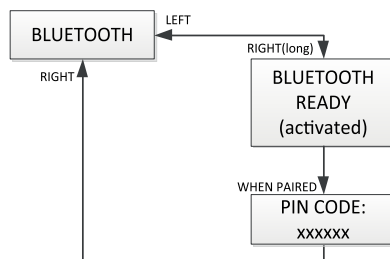 LEFT
BLUETOOTH
RIGHT(long)
RIGHT
BLUETOOTH
READY
(activated)
WHEN PAIRED
PIN CODE:
xxxxxx